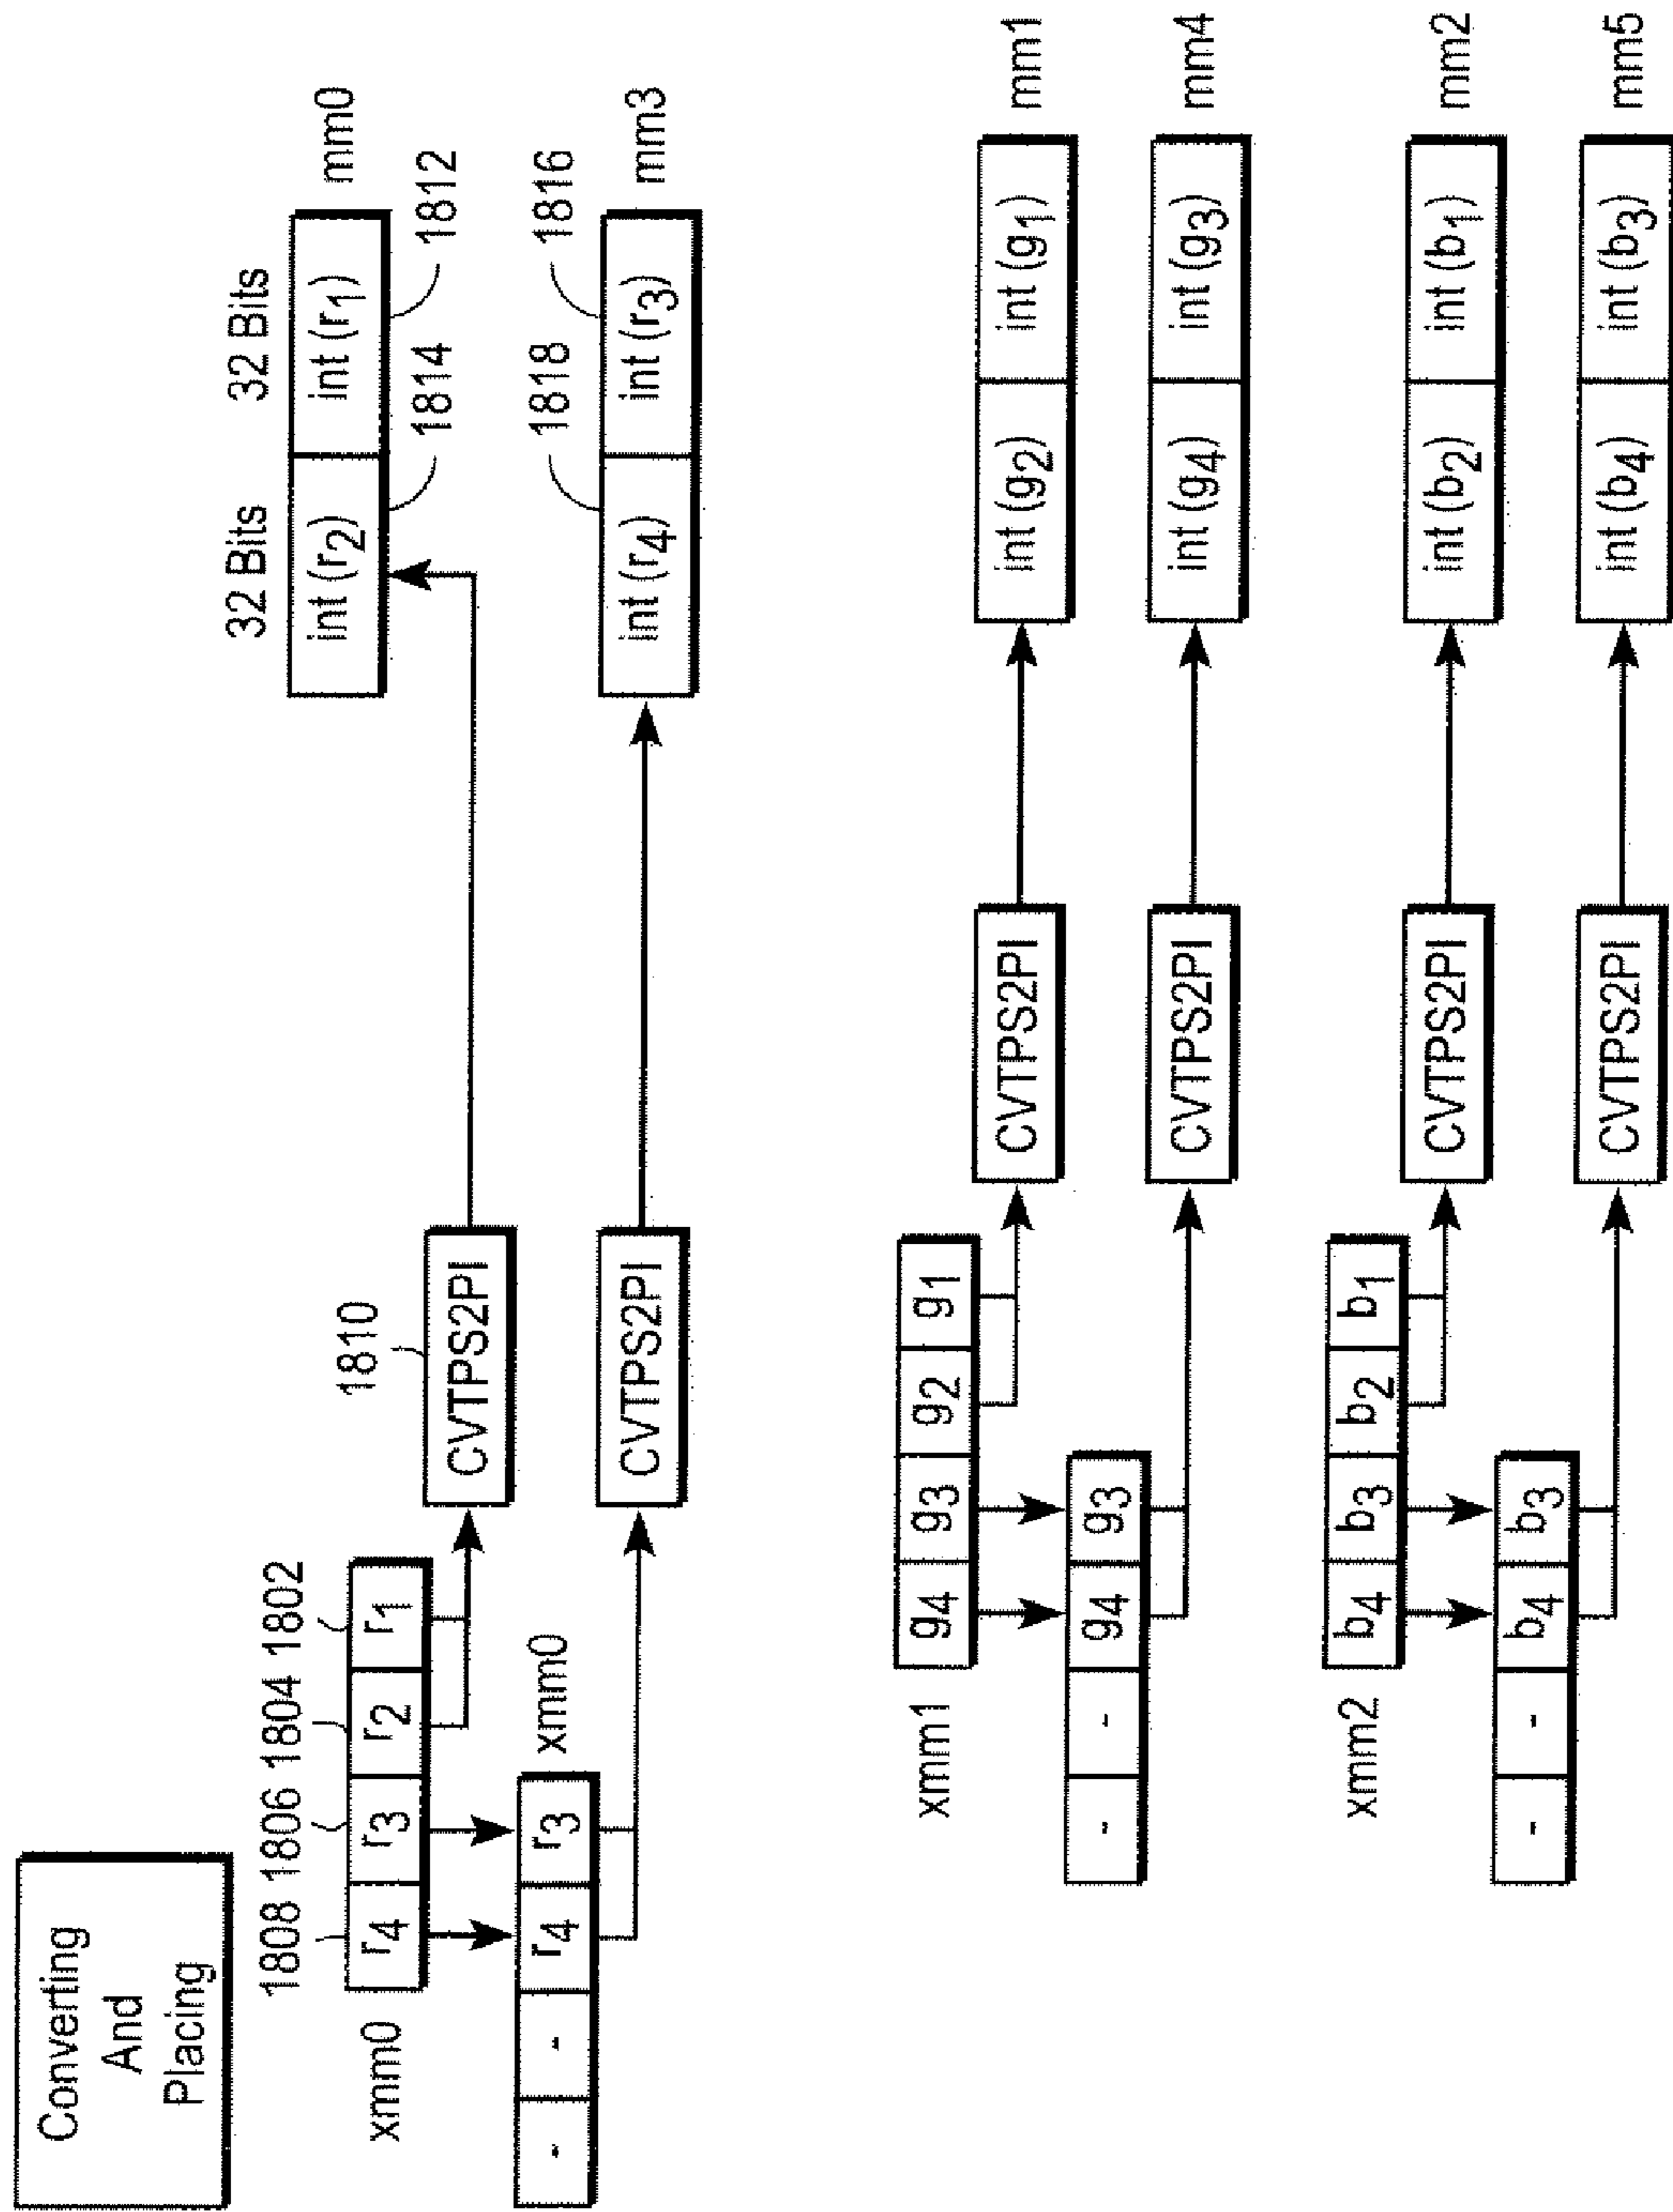 Converting
And
Placing
1808 1806 1804 1802
xmm0
r4 r3 r2 r1
1810
CVTPS2PI
32 Bits 32 Bits
int (r2) int (r1) mm0
1814 1812
- - r4 r3 xmm0
CVTPS2PI
1818 1816
int (r4) int (r3) mm3
xmm1
g4 g3 g2 g1
CVTPS2PI
int (g2) int (g1) mm1
- - g4 g3
CVTPS2PI
int (g4) int (g3) mm4
xmm2
b4 b3 b2 b1
CVTPS2PI
int (b2) int (b1) mm2
- - b4 b3
CVTPS2PI
int (b4) int (b3) mm5